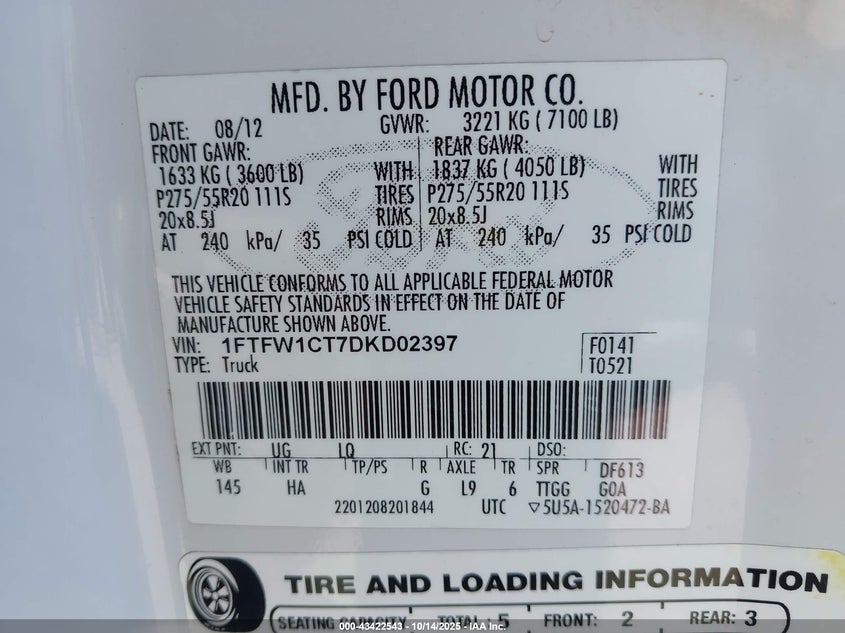 MFD. BY FORD MOTOR CO.
DATE: 08/12 GVWR: 3221 KG ( 7100 LB)
FRONT GAWR: REAR GAWR:
1633 KG ( 3600 LB) WITH 1837 KG ( 4050 LB) WITH
P275/55R20 111S TIRES P275/55R20 111S TIRES
20x8.5J RIMS 20x8.5J RIMS
AT 240 kPa/ 35 PSI COLD AT 240 kPa/ 35 PSI COLD
THIS VEHICLE CONFORMS TO ALL APPLICABLE FEDERAL MOTOR
VEHICLE SAFETY STANDARDS IN EFFECT ON THE DATE OF
MANUFACTURE SHOWN ABOVE.
VIN: 1FTFW1CT7DKD02397 F0141
TYPE: Truck T0521
EXT PNT: UG LQ RC: 21 DSO:
WB INT TR TP/PS R AXLE TR SPR DF613
145 HA G L9 6 TTGG GOA
2201208201844 UTC ▽5U5A-1520472-BA
TIRE AND LOADING INFORMATION
SEATING CAPACITY TOTAL 5 FRONT: 2 REAR: 3
000-43422543 - 10/14/2025 - IAA Inc.